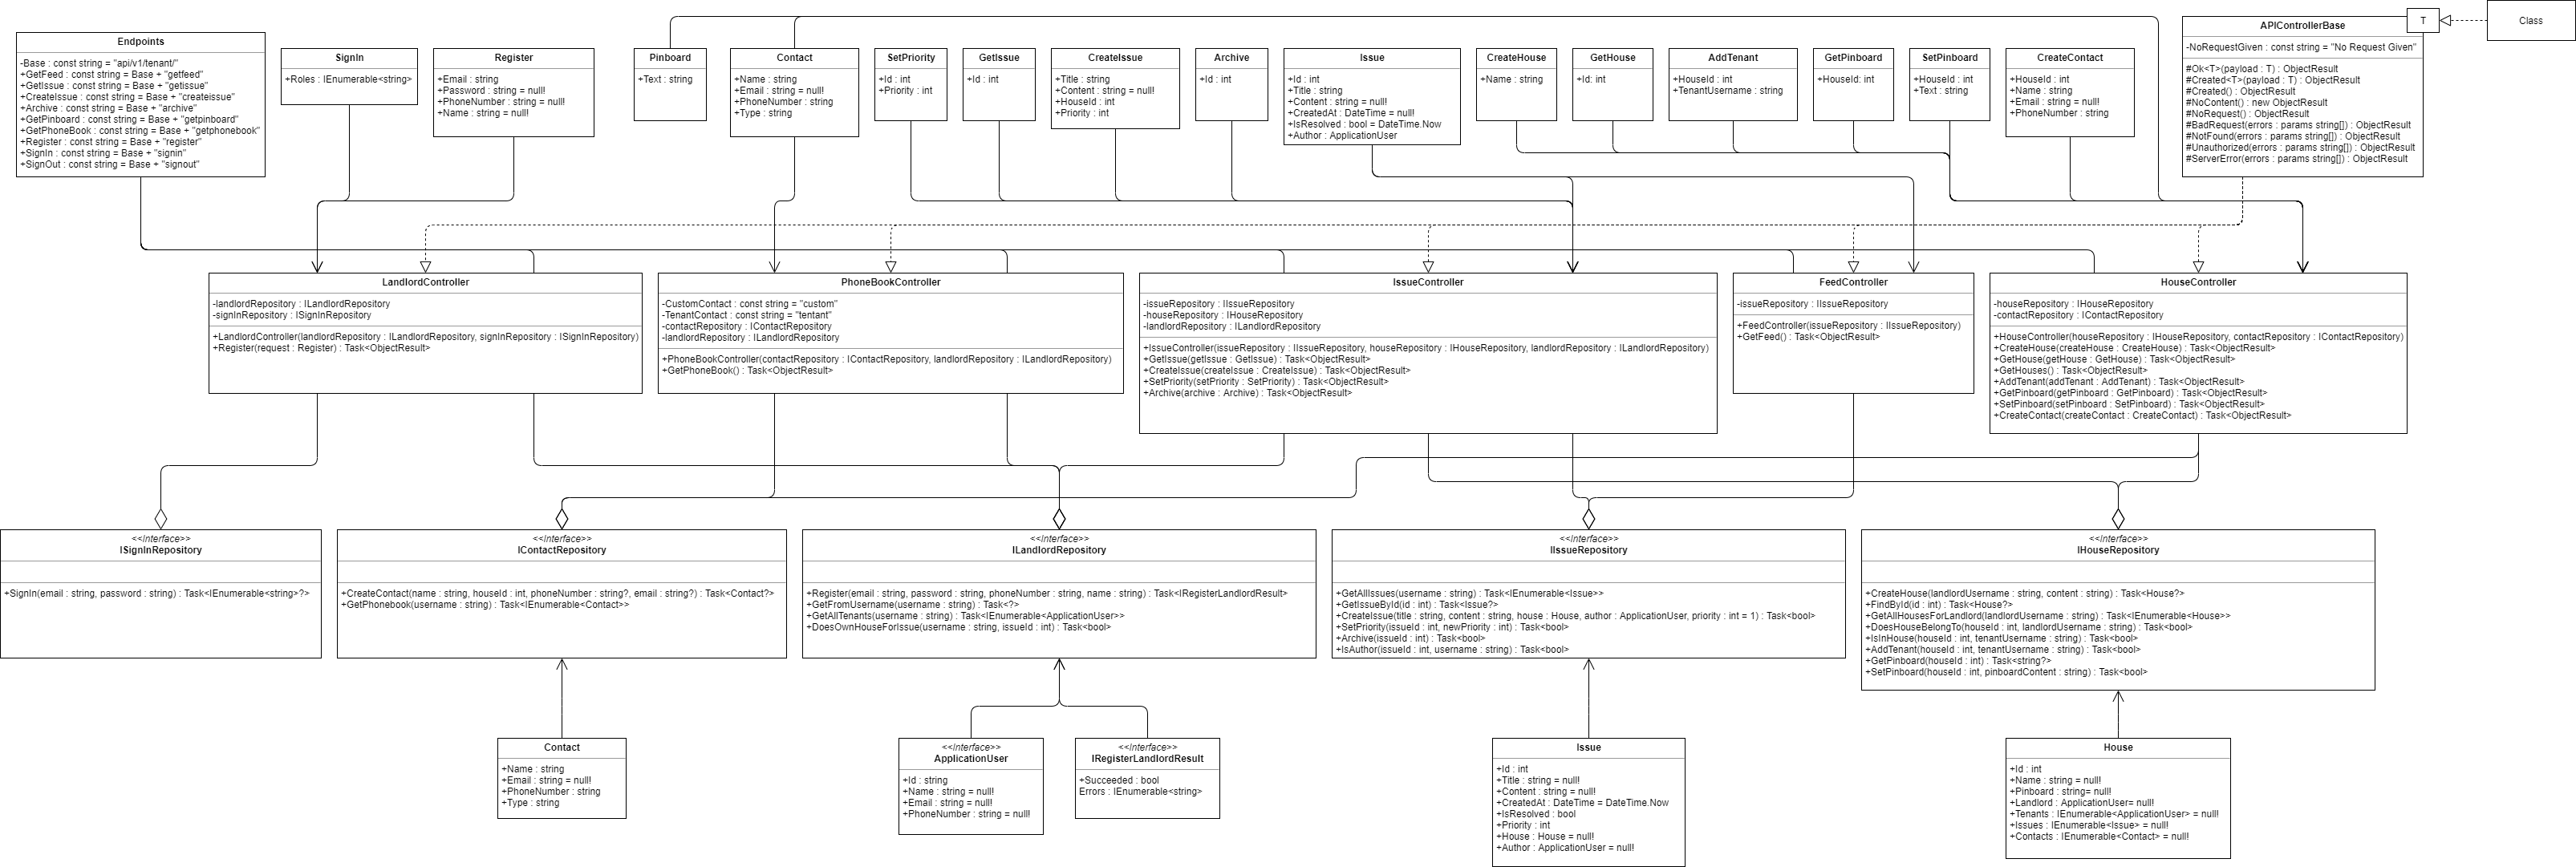 Endpoints
-Base : const string = "api/v1/tenant/"
+GetFeed : const string = Base + "getfeed"
+GetIssue : const string = Base + "getissue"
+CreateIssue : const string = Base + "createissue"
+Archive : const string = Base + "archive"
+GetPinboard : const string = Base + "getpinboard"
+GetPhoneBook : const string = Base + "getphonebook"
+Register : const string = Base + "register"
+SignIn : const string = Base + "signin"
+SignOut : const string = Base + "signout"
SignIn
+Roles : IEnumerable<string>
Register
+Email : string
+Password : string = null!
+PhoneNumber : string = null!
+Name : string = null!
Pinboard
+Text : string
Contact
+Name : string
+Email : string = null!
+PhoneNumber : string
+Type : string
SetPriority
+Id : int
+Priority : int
GetIssue
+Id : int
CreateIssue
+Title : string
+Content : string = null!
+HouseId : int
+Priority : int
Archive
+Id : int
Issue
+Id : int
+Title : string
+Content : string = null!
+CreatedAt : DateTime = null!
+IsResolved : bool = DateTime.Now
+Author : ApplicationUser
CreateHouse
+Name : string
GetHouse
+Id : int
AddTenant
+HouseId : int
+TenantUsername : string
GetPinboard
+HouseId : int
SetPinboard
+HouseId : int
+Text : string
CreateContact
+HouseId : int
+Name : string
+Email : string = null!
+PhoneNumber : string
APIControllerBase
-NoRequestGiven : const string = "No Request Given"
#Ok<T>(payload : T) : ObjectResult
#Created<T>(payload : T) : ObjectResult
#Created() : ObjectResult
#NoContent() : new ObjectResult
#NoRequest() : ObjectResult
#BadRequest(errors : params string[]) : ObjectResult
#NotFound(errors : params string[]) : ObjectResult
#Unauthorized(errors : params string[]) : ObjectResult
#ServerError(errors : params string[]) : ObjectResult
T
Class
LandlordController
-landlordRepository : ILandlordRepository
-signInRepository : ISignInRepository
+LandlordController(landlordRepository : ILandlordRepository, signInRepository : ISignInRepository)
+Register(request : Register) : Task<ObjectResult>
PhoneBookController
-CustomContact : const string = "custom"
-TenantContact : const string = "tentant"
-contactRepository : IContactRepository
-landlordRepository : ILandlordRepository
+PhoneBookController(contactRepository : IContactRepository, landlordRepository : ILandlordRepository)
+GetPhoneBook() : Task<ObjectResult>
IssueController
-issueRepository : IIssueRepository
-houseRepository : IHouseRepository
-landlordRepository : ILandlordRepository
+IssueController(issueRepository : IIssueRepository, houseRepository : IHouseRepository, landlordRepository : ILandlordRepository)
+GetIssue(getIssue : GetIssue) : Task<ObjectResult>
+CreateIssue(createIssue : CreateIssue) : Task<ObjectResult>
+SetPriority(setPriority : SetPriority) : Task<ObjectResult>
+Archive(archive : Archive) : Task<ObjectResult>
FeedController
-issueRepository : IIssueRepository
+FeedController(issueRepository : IIssueRepository)
+GetFeed() : Task<ObjectResult>
HouseController
-houseRepository : IHouseRepository
-contactRepository : IContactRepository
+HouseController(houseRepository : IHouseRepository, contactRepository : IContactRepository)
+CreateHouse(createHouse : CreateHouse) : Task<ObjectResult>
+GetHouse(getHouse : GetHouse) : Task<ObjectResult>
+GetHouses() : Task<ObjectResult>
+AddTenant(addTenant : AddTenant) : Task<ObjectResult>
+GetPinboard(getPinboard : GetPinboard) : Task<ObjectResult>
+SetPinboard(setPinboard : SetPinboard) : Task<ObjectResult>
+CreateContact(createContact : CreateContact) : Task<ObjectResult>
<<Interface>>
ISignInRepository
+SignIn(email : string, password : string) : Task<IEnumerable<string>?>
<<Interface>>
IContactRepository
+CreateContact(name : string, houseId : int, phoneNumber : string?, email : string?) : Task<Contact?>
+GetPhonebook(username : string) : Task<IEnumerable<Contact>>
<<Interface>>
ILandlordRepository
+Register(email : string, password : string, phoneNumber : string, name : string) : Task<IRegisterLandlordResult>
+GetFromUsername(username : string) : Task<?>
+GetAllTenants(username : string) : Task<IEnumerable<ApplicationUser>>
+DoesOwnHouseForIssue(username : string, issueId : int) : Task<bool>
<<Interface>>
IIssueRepository
+GetAllIssues(username : string) : Task<IEnumerable<Issue>>
+GetIssueById(id : int) : Task<Issue?>
+CreateIssue(title : string, content : string, house : House, author : ApplicationUser, priority : int = 1) : Task<bool>
+SetPriority(issueId : int, newPriority : int) : Task<bool>
+Archive(issueId : int) : Task<bool>
+IsAuthor(issueId : int, username : string) : Task<bool>
<<Interface>>
IHouseRepository
+CreateHouse(landlordUsername : string, content : string) : Task<House?>
+FindById(id : int) : Task<House?>
+GetAllHousesForLandlord(landlordUsername : string) : Task<IEnumerable<House>>
+DoesHouseBelongTo(houseId : int, landlordUsername : string) : Task<bool>
+IsInHouse(houseId : int, tenantUsername : string) : Task<bool>
+AddTenant(houseId : int, tenantUsername : string) : Task<bool>
+GetPinboard(houseId : int) : Task<string?>
+SetPinboard(houseId : int, pinboardContent : string) : Task<bool>
Contact
+Name : string
+Email : string = null!
+PhoneNumber : string
+Type : string
<<Interface>>
ApplicationUser
+Id : string
+Name : string = null!
+Email : string = null!
+PhoneNumber : string = null!
<<Interface>>
IRegisterLandlordResult
+Succeeded : bool
Errors : IEnumerable<string>
Issue
+Id : int
+Title : string = null!
+Content : string = null!
+CreatedAt : DateTime = DateTime.Now
+IsResolved : bool
+Priority : int
+House : House = null!
+Author : ApplicationUser = null!
House
+Id : int
+Name : string = null!
+Pinboard : string= null!
+Landlord : ApplicationUser= null!
+Tenants : IEnumerable<ApplicationUser> = null!
+Issues : IEnumerable<Issue> = null!
+Contacts : IEnumerable<Contact> = null!